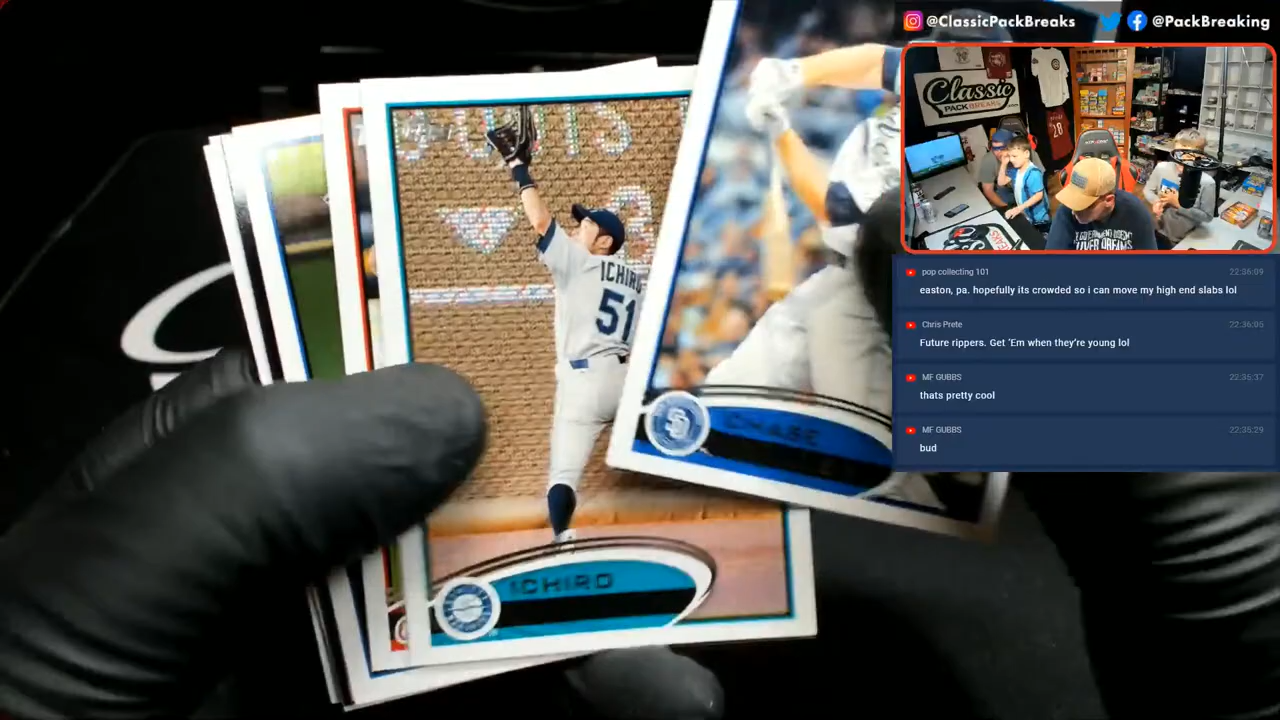 @ClassicPackBreaks
@PackBreaking
Classic
PACK BREAKS
28
pop collecting 101
22:36:09
easton, pa. hopefully its crowded so i can move my high end slabs lol
Chris Prete
22:36:05
Future rippers. Get 'Em when they're young lol
MF GUBBS
22:35:37
thats pretty cool
MF GUBBS
22:35:29
bud
ICHIRO
51
CHASE
SD
ICHIRO